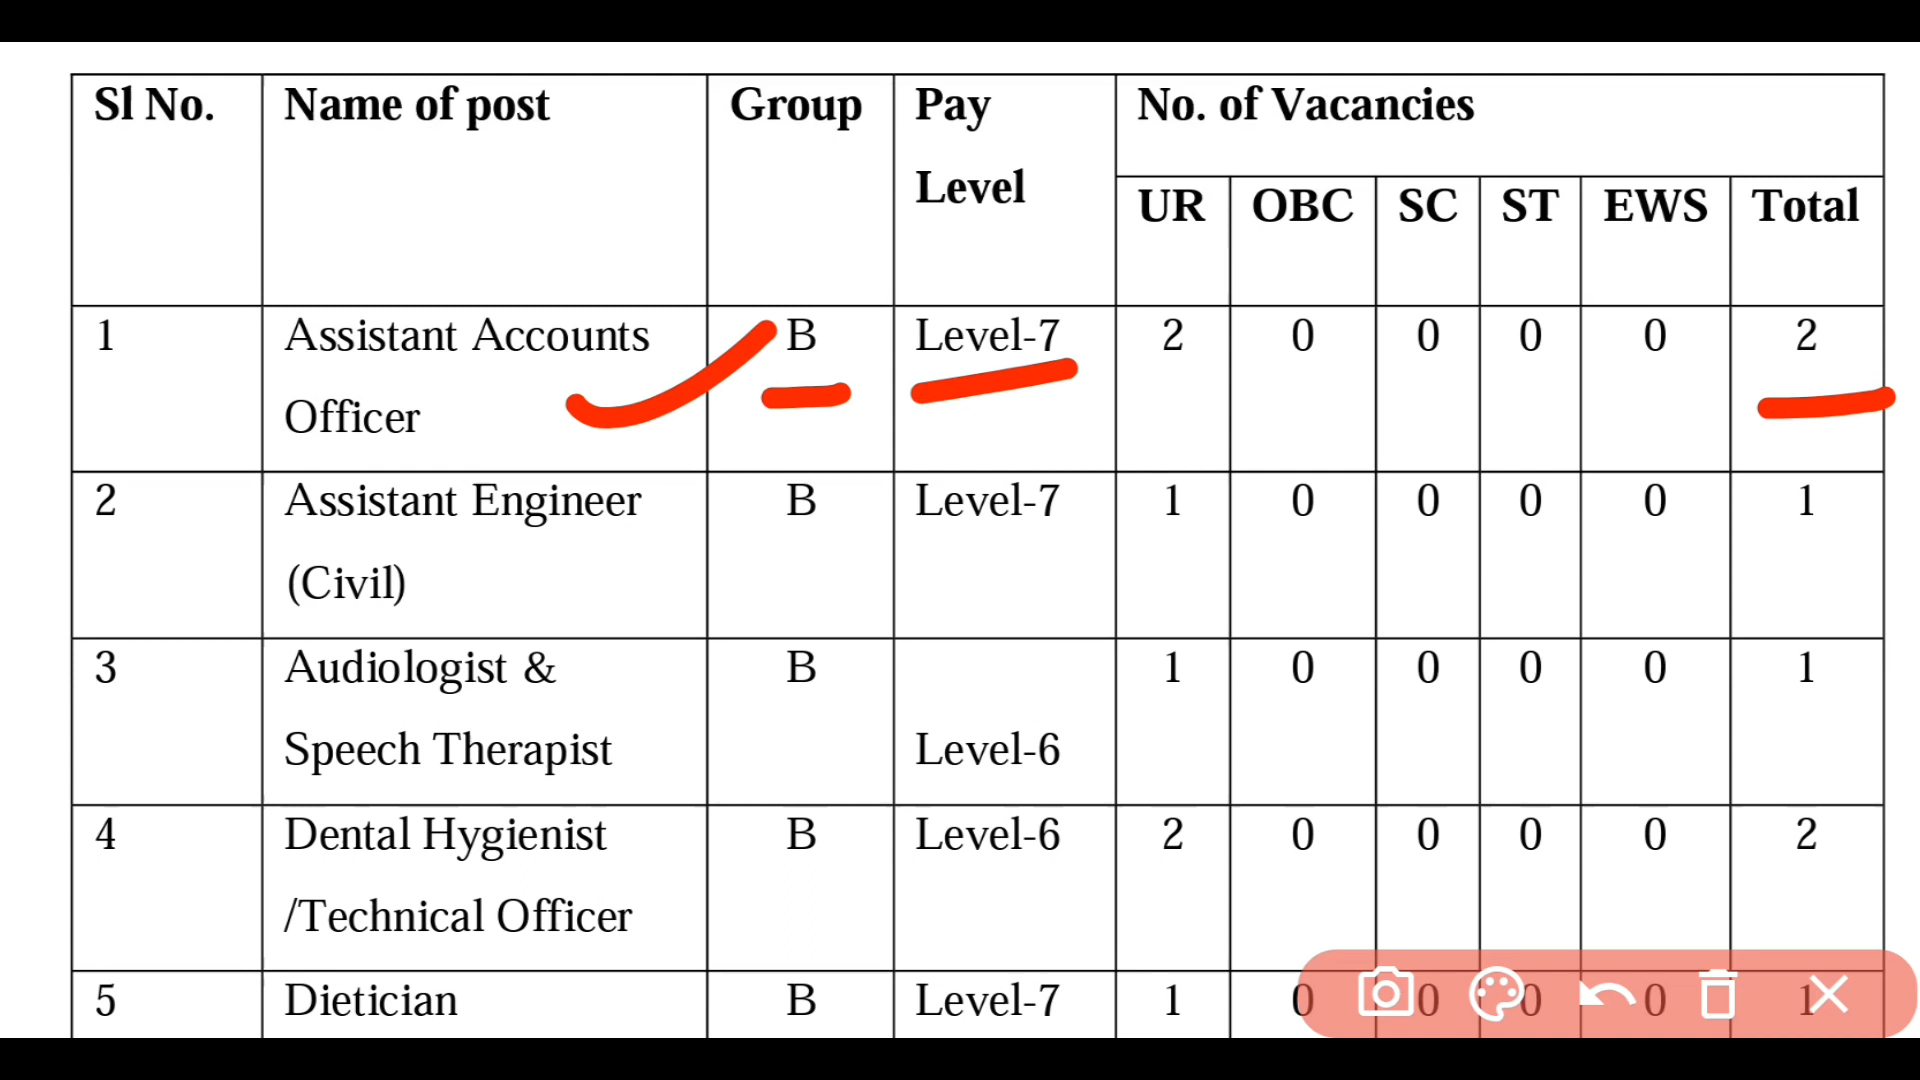 Sl No. Name of post Group Pay Level No. of Vacancies
UR OBC SC ST EWS Total
1 Assistant Accounts Officer B Level-7 2 0 0 0 0 2
2 Assistant Engineer (Civil) B Level-7 1 0 0 0 0 1
3 Audiologist & Speech Therapist B Level-6 1 0 0 0 0 1
4 Dental Hygienist /Technical Officer B Level-6 2 0 0 0 0 2
5 Dietician B Level-7 1 0 0 0 0 1